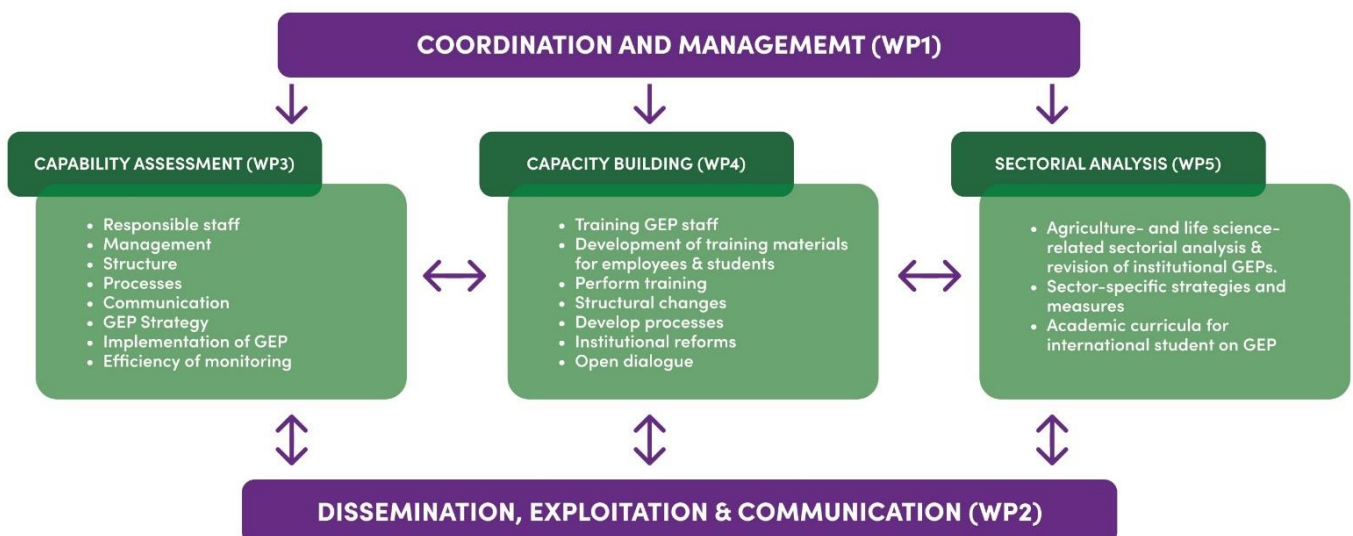 COORDINATION AND MANAGEMEMT (WP1)
CAPABILITY ASSESSMENT (WP3)
• Responsible staff
• Management
• Structure
• Processes
• Communication
• GEP Strategy
• Implementation of GEP
• Efficiency of monitoring
CAPACITY BUILDING (WP4)
• Training GEP staff
• Development of training materials
for employees & students
• Perform training
• Structural changes
• Develop processes
• Institutional reforms
• Open dialogue
SECTORIAL ANALYSIS (WP5)
• Agriculture- and life science-
related sectorial analysis &
revision of institutional GEPs.
• Sector-specific strategies and
measures
• Academic curricula for
international student on GEP
DISSEMINATION, EXPLOITATION & COMMUNICATION (WP2)